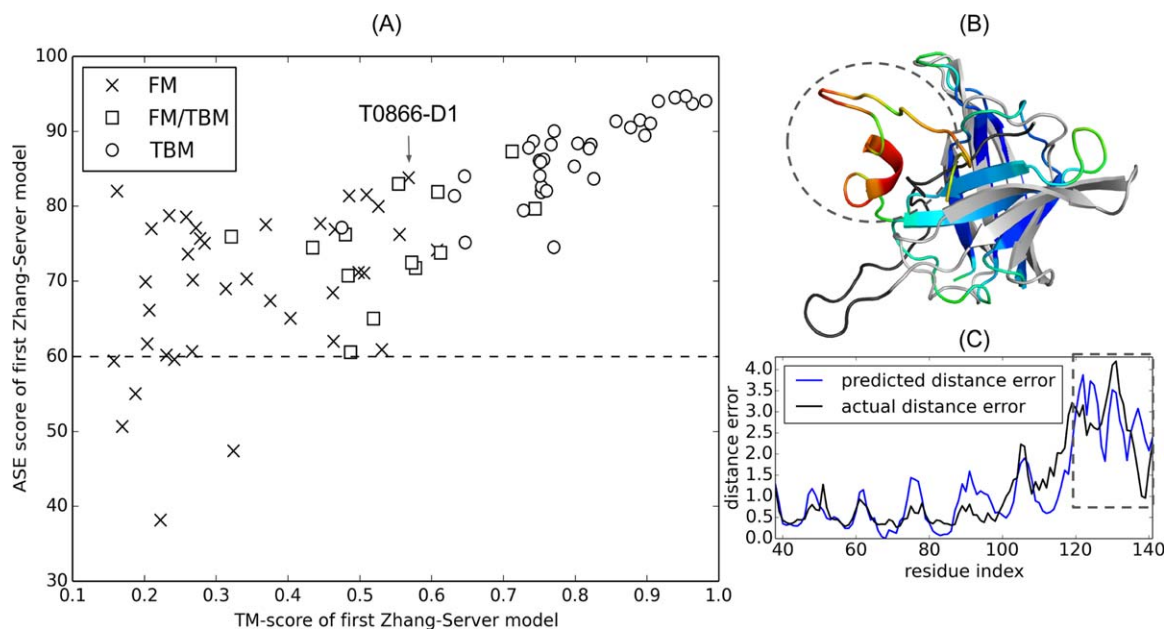 (A)
ASE score of first Zhang-Server model
100
90
80
70
60
50
40
30
FM
FM/TBM
TBM
T0866-D1
0.1 0.2 0.3 0.4 0.5 0.6 0.7 0.8 0.9 1.0
TM-score of first Zhang-Server model
(B)
(C)
distance error
4.0
3.5
3.0
2.5
2.0
1.5
1.0
0.5
0.0
predicted distance error
actual distance error
40 60 80 100 120 140
residue index